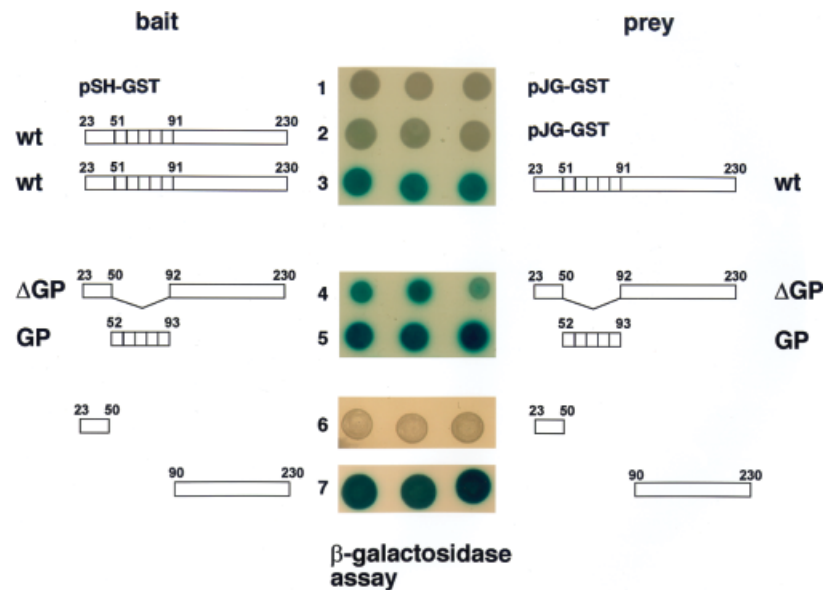 bait prey
pSH-GST 1 pJG-GST
23 51 91 230
wt 2 pJG-GST
23 51 91 230 23 51 91 230
wt 3 wt
23 50 92 230 23 50 92 230
ΔGP 4 ΔGP
52 93 52 93
GP 5 GP
23 50 6 23 50
90 230 7 90 230
β-galactosidase
assay